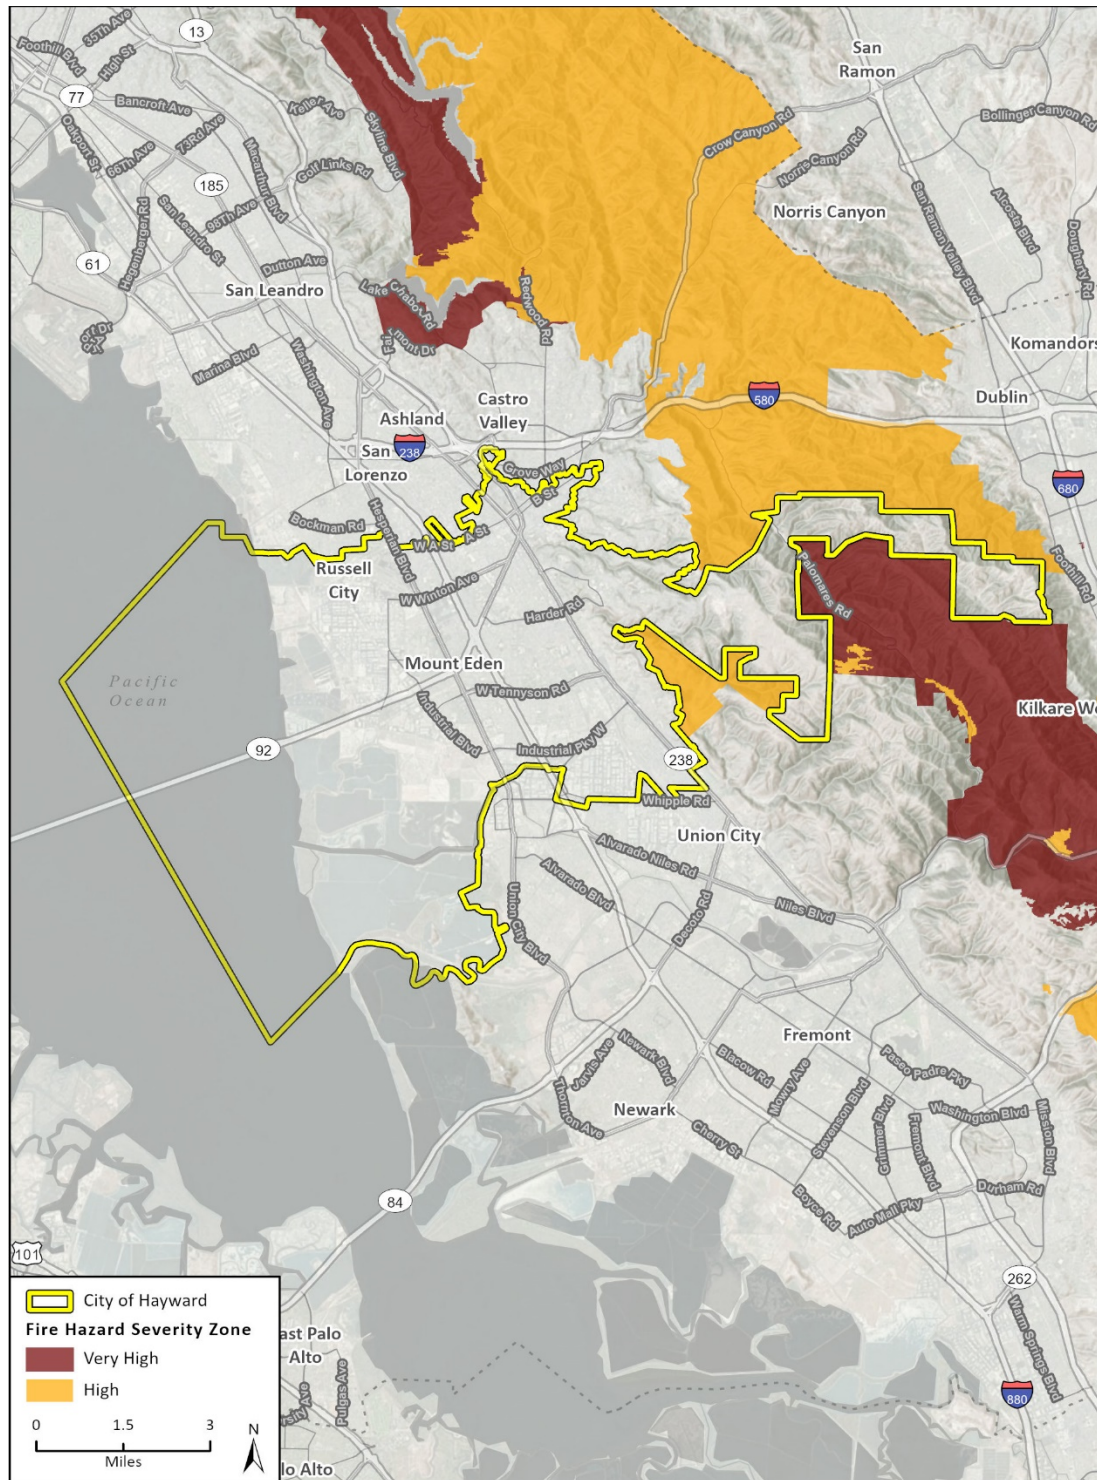 13
San
Ramon
35Th Ave
Foothill Blvd
High St
77
Bancroft Ave
Keller Ave
Bollinger Canyon Rd
Crow Canyon Rd
Oakport St
66Th Ave
73Rd Ave
Macarthur Blvd
Skyline Blvd
Norris Canyon Rd
Golf Links Rd
185
San Leandro St
98Th Ave
Hegenberger Rd
San Ramon Valley Blvd
Alcosta Blvd
Dougherty Rd
Norris Canyon
61
Dutton Ave
San Leandro
Lake Chabot Rd
Redwood Rd
Fairmont Dr
Marina Blvd
Washington Ave
Komandors
Castro
Valley
580
Dublin
Ashland
San
Lorenzo
238
Grove Way
B St
680
Bockman Rd
Hesperian Blvd
W A St
A St
Foothill Rd
Russell
City
W Winton Ave
Palomares Rd
Harder Rd
Mount Eden
Pacific
Ocean
W Tennyson Rd
Kilkare Wo
Industrial Blvd
Industrial Pky W
92
238
Whipple Rd
Union City
Alvarado Niles Rd
Alvarado Blvd
Niles Blvd
Union City Blvd
Decoto Rd
Fremont
Newark Blvd
Jarvis Ave
Blacow Rd
Mowry Ave
Paseo Padre Pky
Stevenson Blvd
Thornton Ave
Newark
Grimmer Blvd
Fremont Blvd
Washington Blvd
Mission Blvd
Cherry St
Durham Rd
84
Boyce Rd
Auto Mall Pky
101
262
Warm Springs Blvd
City of Hayward
Fire Hazard Severity Zone
Very High
High
0 1.5 3
Miles
N
ast Palo
Alto
Pulgas Ave
ersity Ave
lo Alto
880